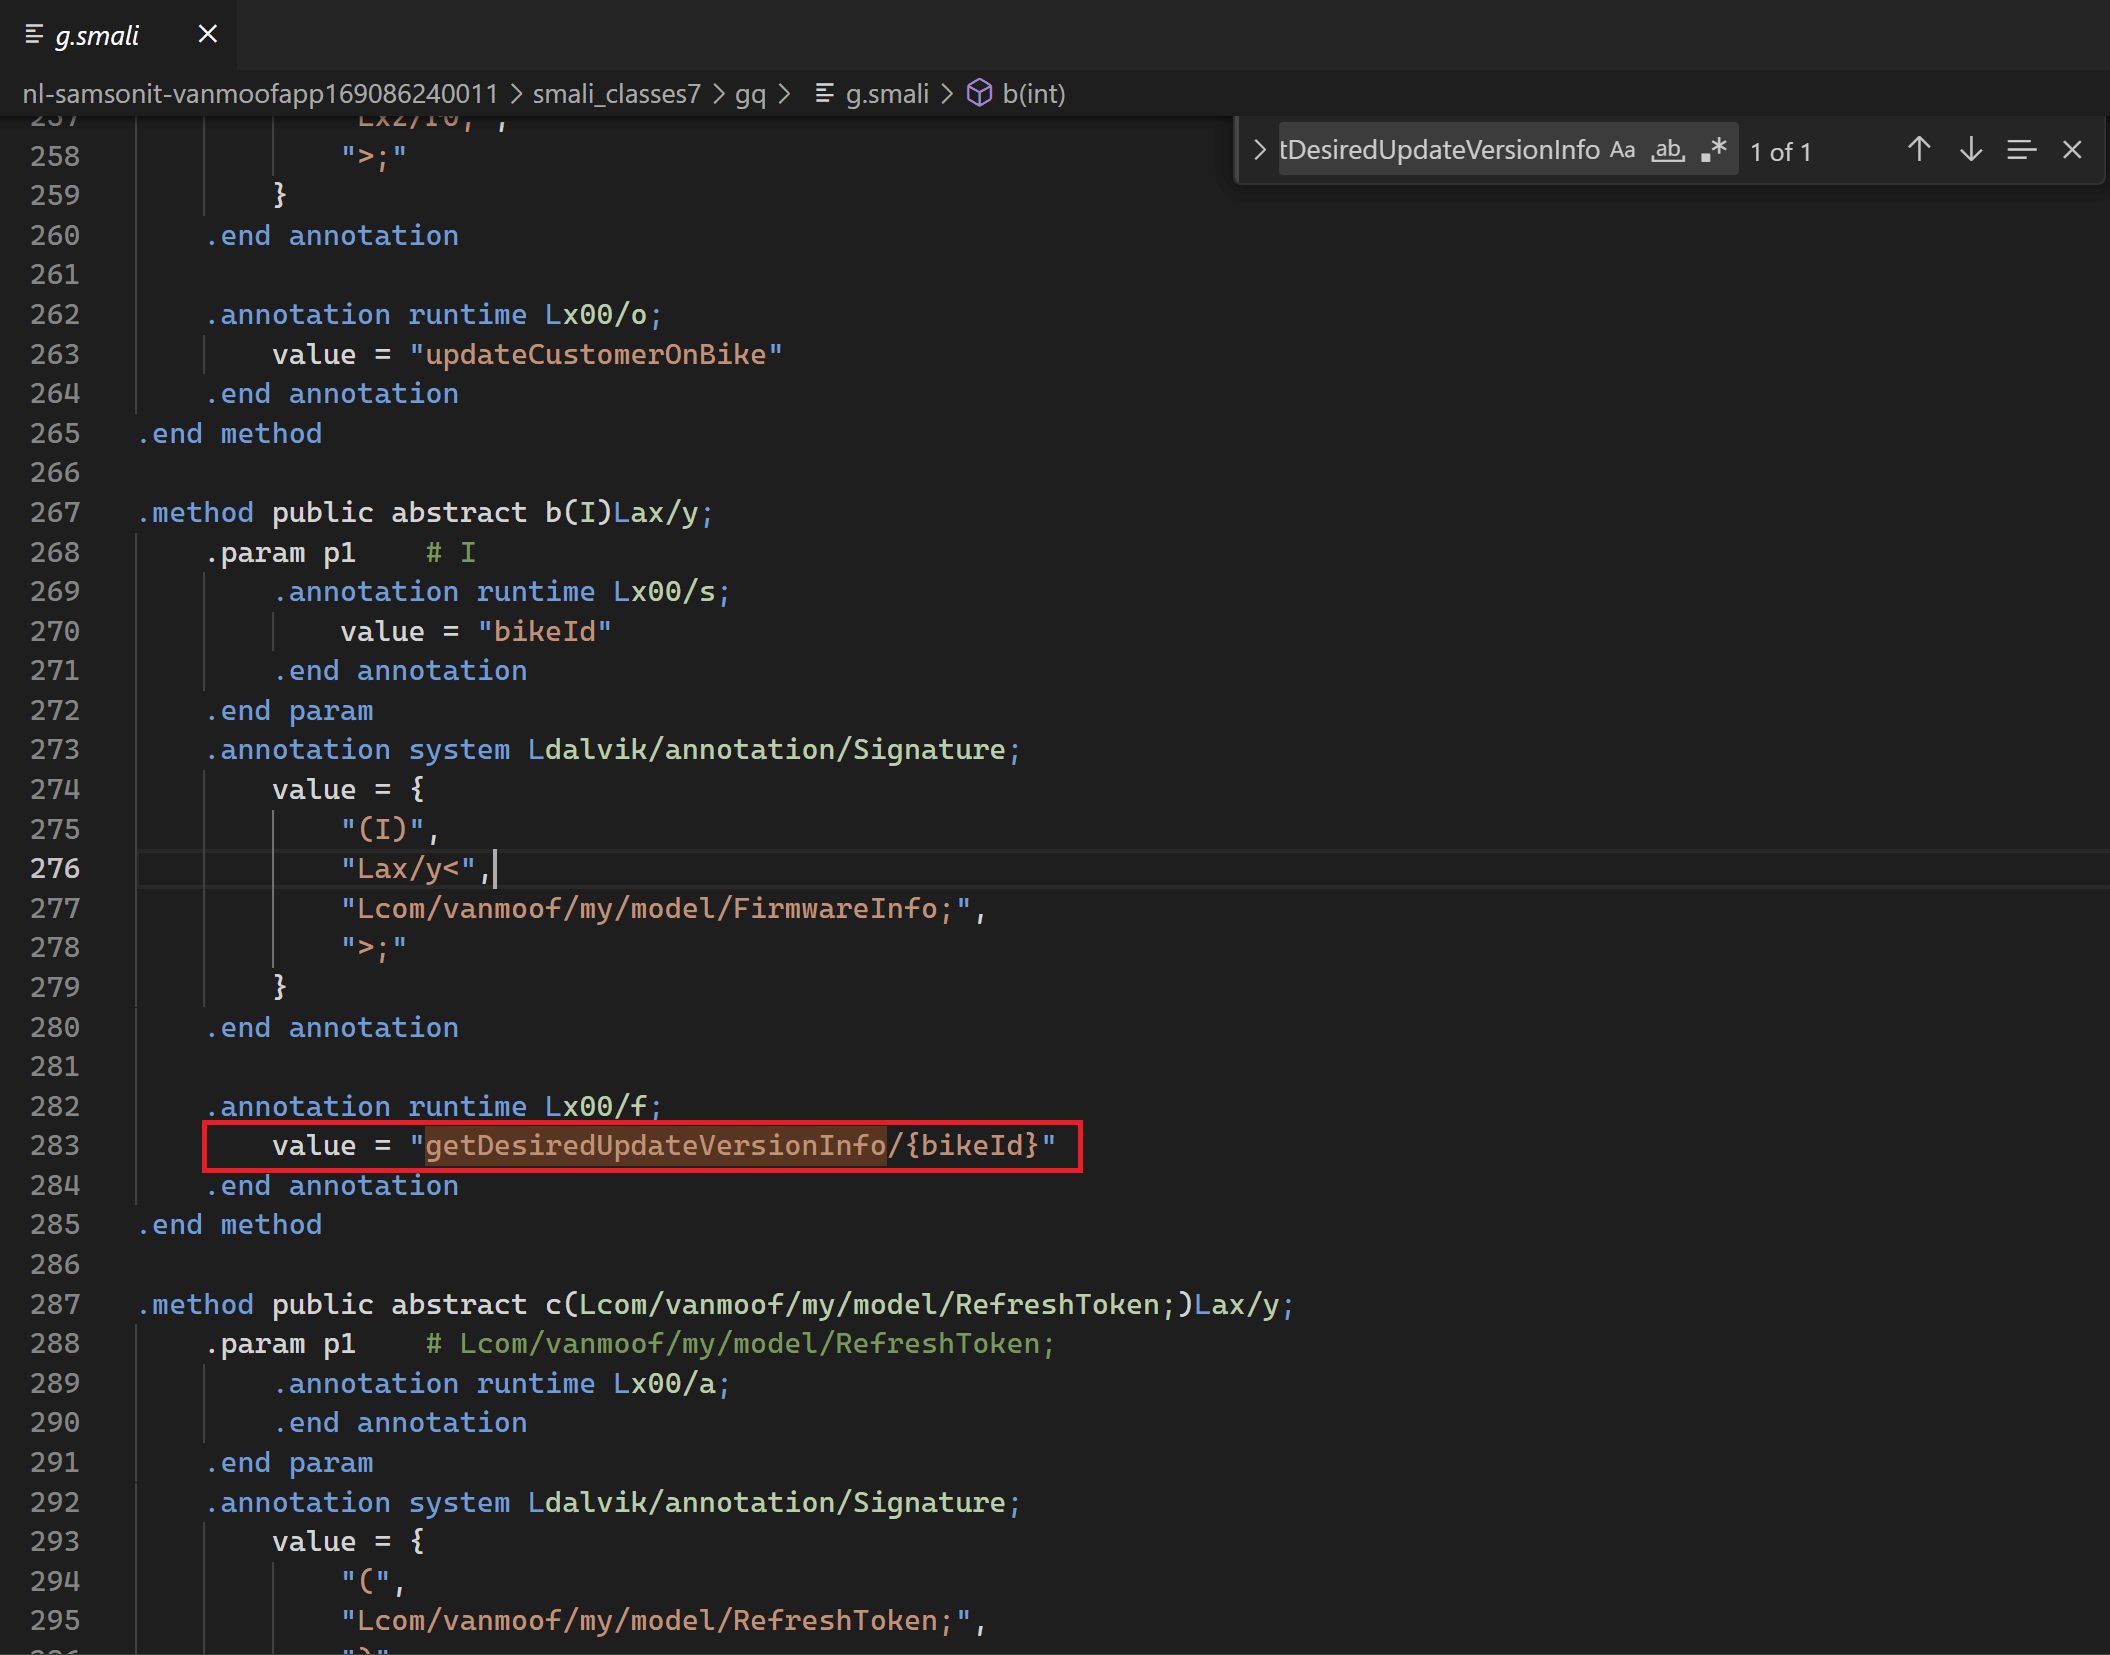 g.smali
nl-samsonit-vanmoofapp169086240011 > smali_classes7 > gq > g.smali > b(int)
tDesiredUpdateVersionInfo Aa ab .* 1 of 1
257
258 ">;"
259 }
260 .end annotation
261
262 .annotation runtime Lx00/o;
263 value = "updateCustomerOnBike"
264 .end annotation
265 .end method
266
267 .method public abstract b(I)Lax/y;
268 .param p1    # I
269 .annotation runtime Lx00/s;
270 value = "bikeId"
271 .end annotation
272 .end param
273 .annotation system Ldalvik/annotation/Signature;
274 value = {
275 "(I)",
276 "Lax/y<",
277 "Lcom/vanmoof/my/model/FirmwareInfo;",
278 ">;"
279 }
280 .end annotation
281
282 .annotation runtime Lx00/f;
283 value = "getDesiredUpdateVersionInfo/{bikeId}"
284 .end annotation
285 .end method
286
287 .method public abstract c(Lcom/vanmoof/my/model/RefreshToken;)Lax/y;
288 .param p1    # Lcom/vanmoof/my/model/RefreshToken;
289 .annotation runtime Lx00/a;
290 .end annotation
291 .end param
292 .annotation system Ldalvik/annotation/Signature;
293 value = {
294 "(",
295 "Lcom/vanmoof/my/model/RefreshToken;",